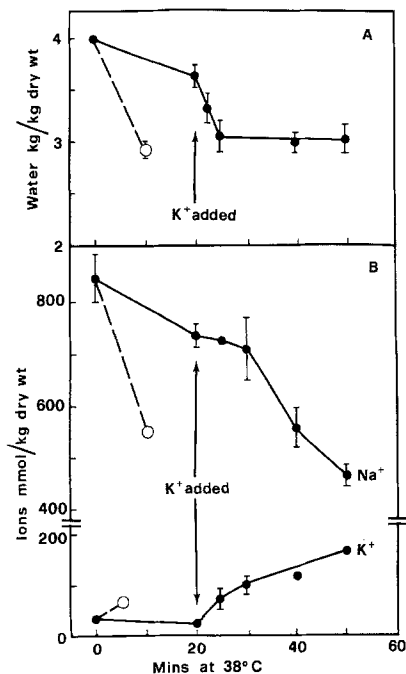 A
Water kg/kg dry wt
4
3
2
K⁺added
B
Ions mmol/kg dry wt
800
600
400
200
0
K⁺added
Na⁺
K⁺
0 20 40 60
Mins at 38°C